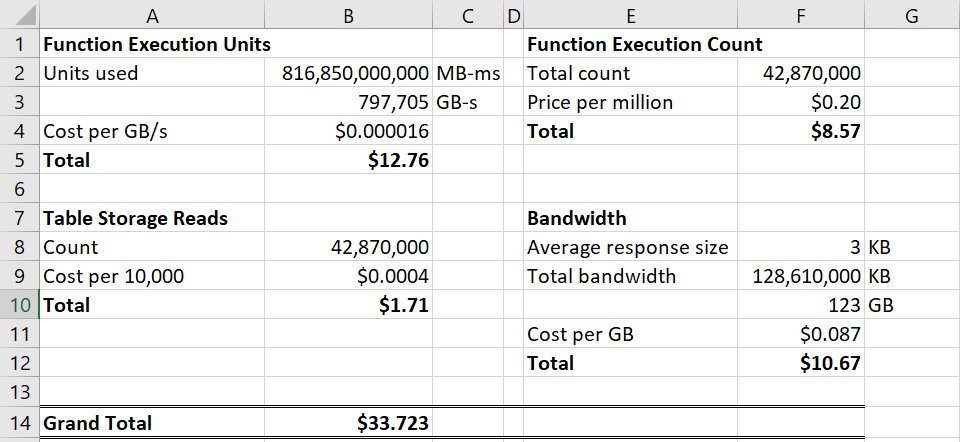 A B C D E F G
1 Function Execution Units Function Execution Count
2 Units used 816,850,000,000 MB-ms Total count 42,870,000
3 797,705 GB-s Price per million $0.20
4 Cost per GB/s $0.000016 Total $8.57
5 Total $12.76
6
7 Table Storage Reads Bandwidth
8 Count 42,870,000 Average response size 3 KB
9 Cost per 10,000 $0.0004 Total bandwidth 128,610,000 KB
10 Total $1.71 123 GB
11 Cost per GB $0.087
12 Total $10.67
13
14 Grand Total $33.723